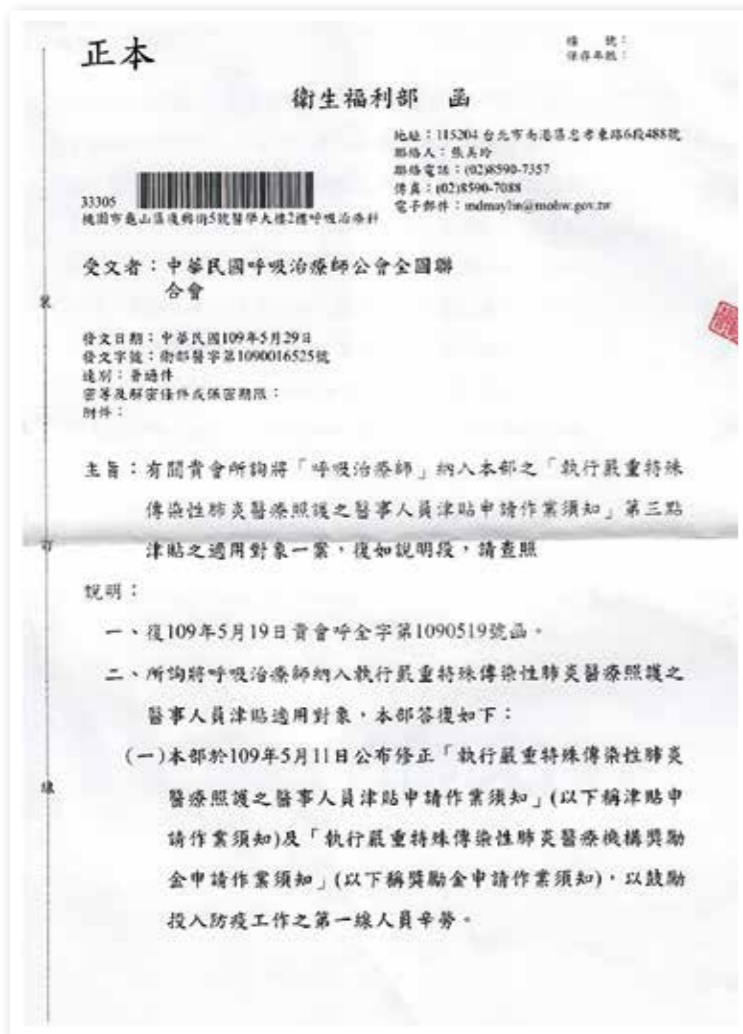 正本
檔　號：
保存年限：
衛生福利部　函
地址：115204 台北市南港區忠孝東路6段488號
聯絡人：張美玲
聯絡電話：(02)8590-7357
傳真：(02)8590-7088
電子郵件：mdmaylin@mohw.gov.tw
33305
桃園市龜山區復興街5號醫學大樓2樓呼吸治療科
受文者：中華民國呼吸治療師公會全國聯
合會
發文日期：中華民國109年5月29日
發文字號：衛部醫字第1090016525號
速別：普通件
密等及解密條件或保密期限：
附件：
主旨：有關貴會所詢將「呼吸治療師」納入本部之「執行嚴重特殊
傳染性肺炎醫療照護之醫事人員津貼申請作業須知」第三點
津貼之適用對象一案，復如說明段，請查照
說明：
一、復109年5月19日貴會呼全字第1090519號函。
二、所詢將呼吸治療師納入執行嚴重特殊傳染性肺炎醫療照護之
醫事人員津貼適用對象，本部答復如下：
(一)本部於109年5月11日公布修正「執行嚴重特殊傳染性肺炎
醫療照護之醫事人員津貼申請作業須知」(以下稱津貼申
請作業須知)及「執行嚴重特殊傳染性肺炎醫療機構獎勵
金申請作業須知」(以下稱獎勵金申請作業須知)，以鼓勵
投入防疫工作之第一線人員辛勞。
裝
訂
線